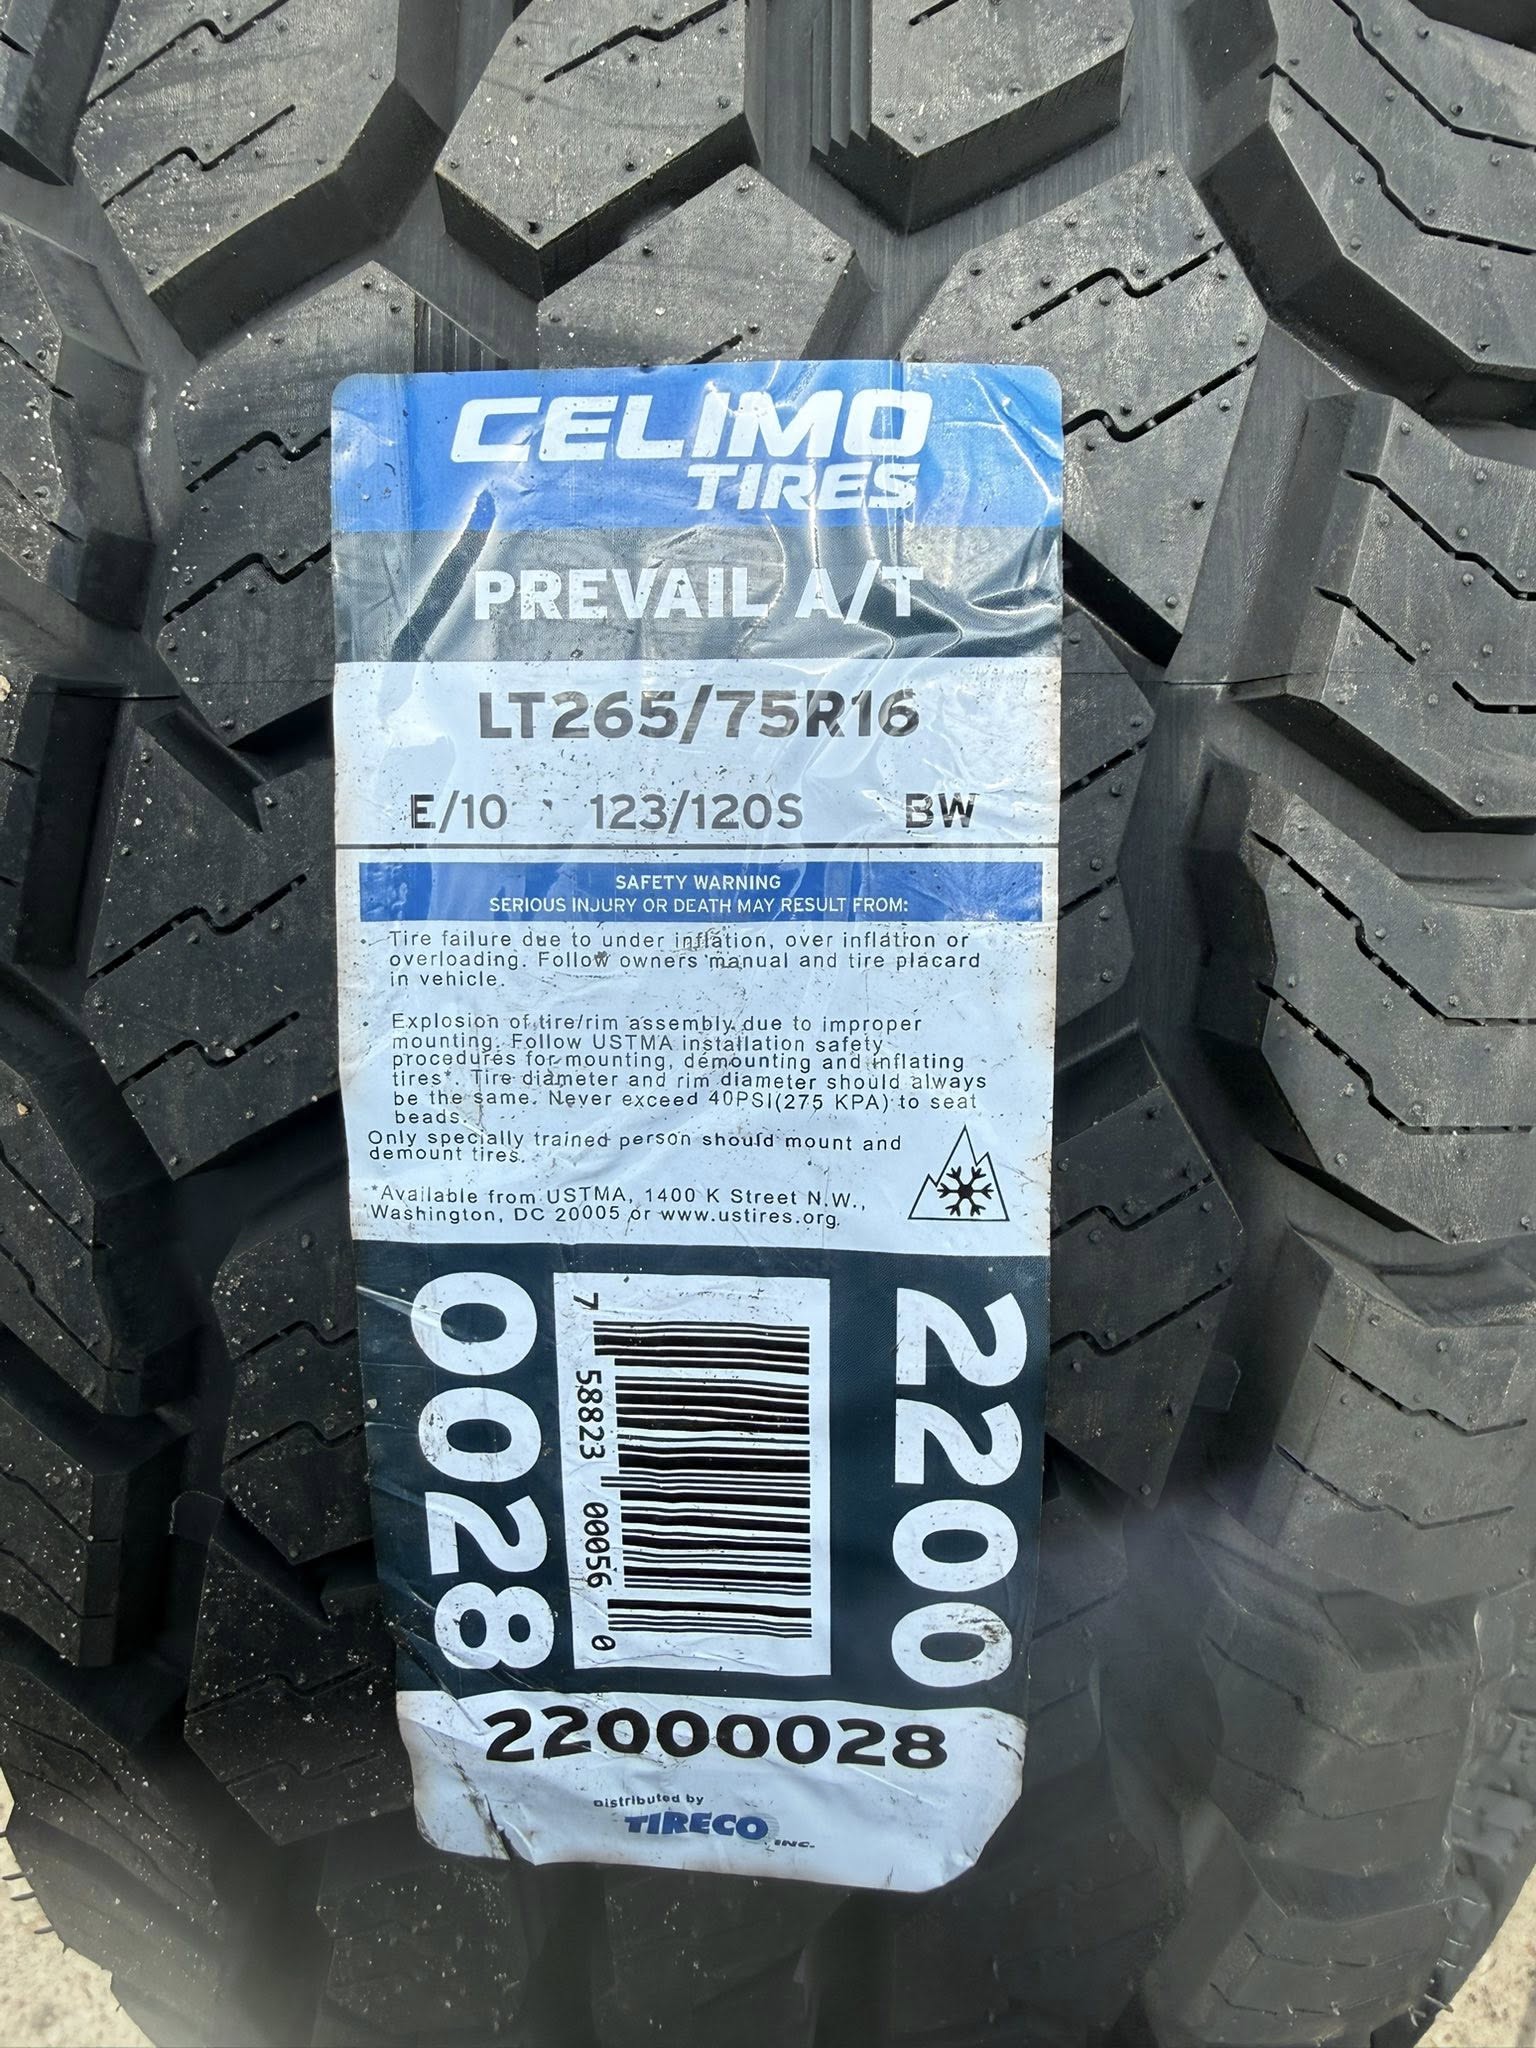 CELIMO
TIRES
PREVAIL A/T
LT265/75R16
E/10 123/120S BW
SAFETY WARNING
SERIOUS INJURY OR DEATH MAY RESULT FROM:
• Tire failure due to under inflation, over inflation or
overloading. Follow owners manual and tire placard
in vehicle.
• Explosion of tire/rim assembly due to improper
mounting. Follow USTMA installation safety
procedures for mounting, demounting and inflating
tires*. Tire diameter and rim diameter should always
be the same. Never exceed 40PSI(275 KPA) to seat
beads.
Only specially trained person should mount and
demount tires.
*Available from USTMA, 1400 K Street N.W.,
Washington, DC 20005 or www.ustires.org.
2200
7 58823 00056 0
0028
22000028
Distributed by
TIRECO INC.